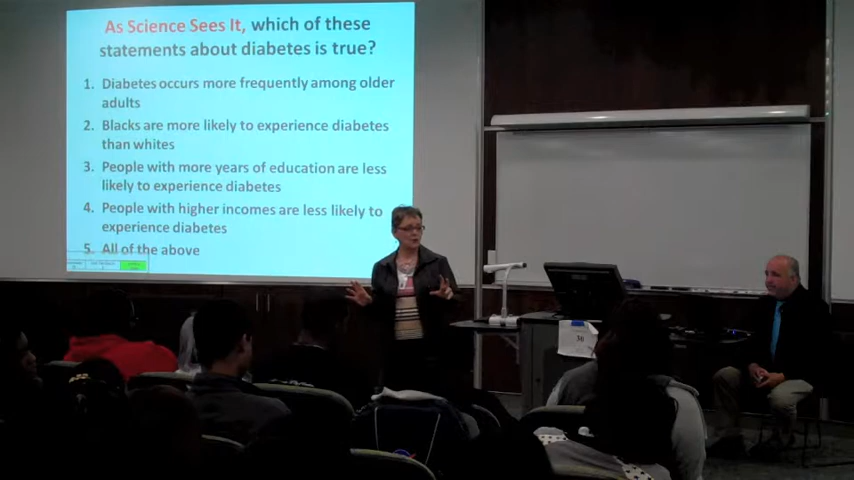 As Science Sees It, which of these
statements about diabetes is true?
1. Diabetes occurs more frequently among older
adults
2. Blacks are more likely to experience diabetes
than whites
3. People with more years of education are less
likely to experience diabetes
4. People with higher incomes are less likely to
experience diabetes
5. All of the above
30